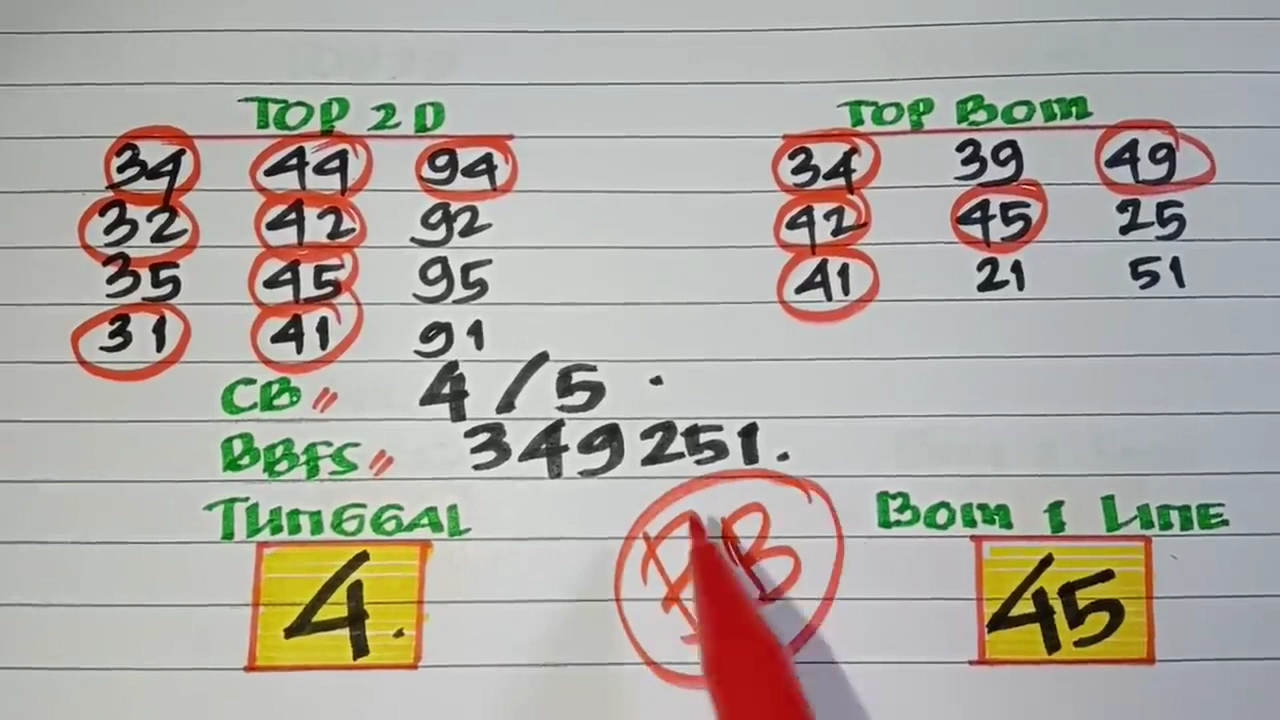 TOP 2D
34 44 94
32 42 92
35 45 95
31 41 91
TOP BOM
34 39 49
42 45 25
41 21 51
CB〃 4/5.
BBFS〃 349251.
TUNGGAL
4.
BOM 1 LINE
45